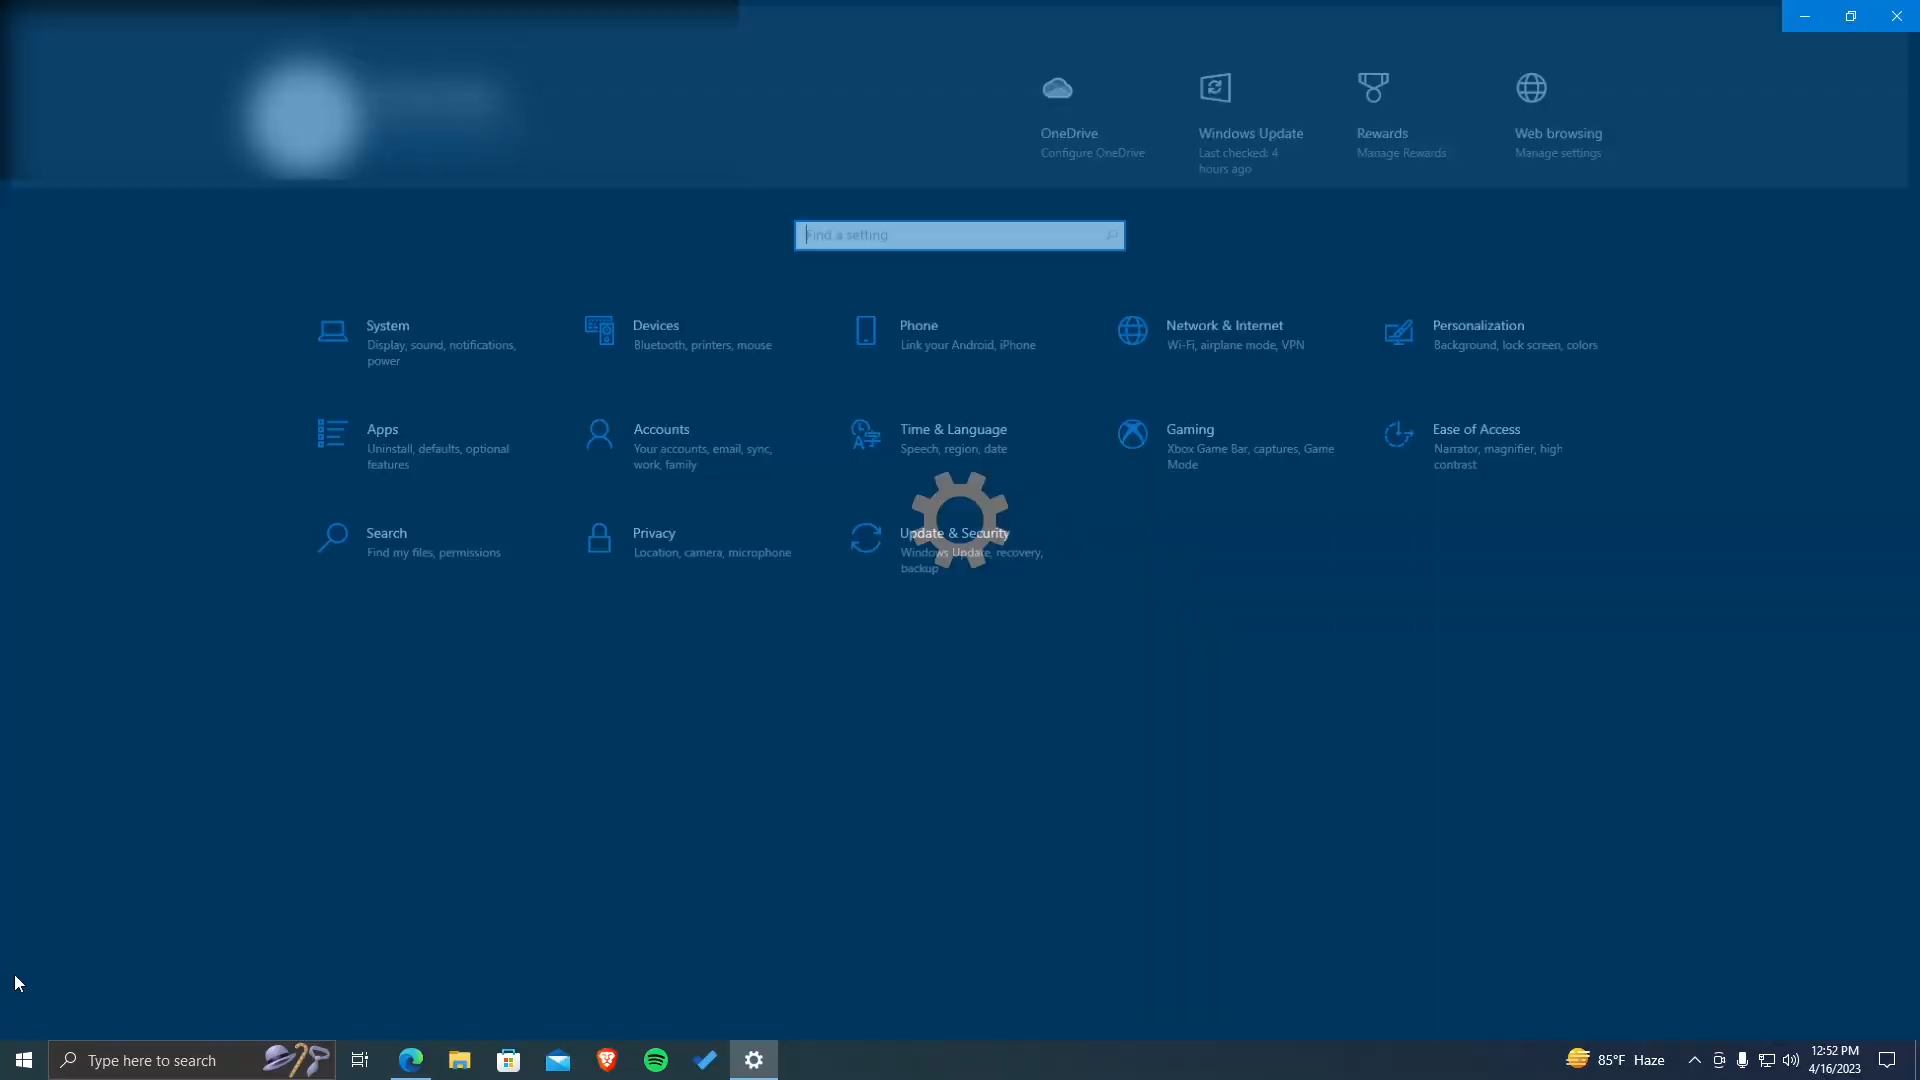 OneDrive
Configure OneDrive
Windows Update
Last checked: 4
hours ago
Rewards
Manage Rewards
Web browsing
Manage settings
Find a setting
System
Display, sound, notifications,
power
Devices
Bluetooth, printers, mouse
Phone
Link your Android, iPhone
Network & Internet
Wi-Fi, airplane mode, VPN
Personalization
Background, lock screen, colors
Apps
Uninstall, defaults, optional
features
Accounts
Your accounts, email, sync,
work, family
Time & Language
Speech, region, date
Gaming
Xbox Game Bar, captures, Game
Mode
Ease of Access
Narrator, magnifier, high
contrast
Search
Find my files, permissions
Privacy
Location, camera, microphone
Update & Security
Windows Update, recovery,
backup
Type here to search
85°F Haze
12:52 PM
4/16/2023